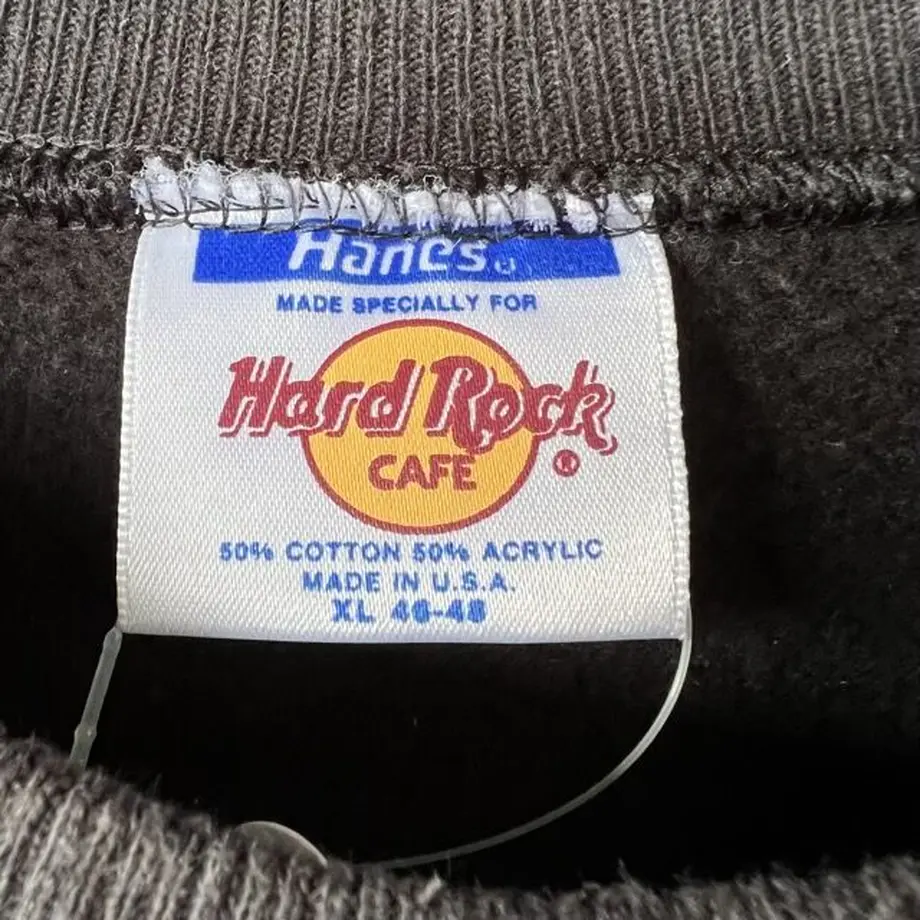 Hanes®
MADE SPECIALLY FOR
Hard Rock
CAFE ®
50% COTTON 50% ACRYLIC
MADE IN U.S.A.
XL 46-48